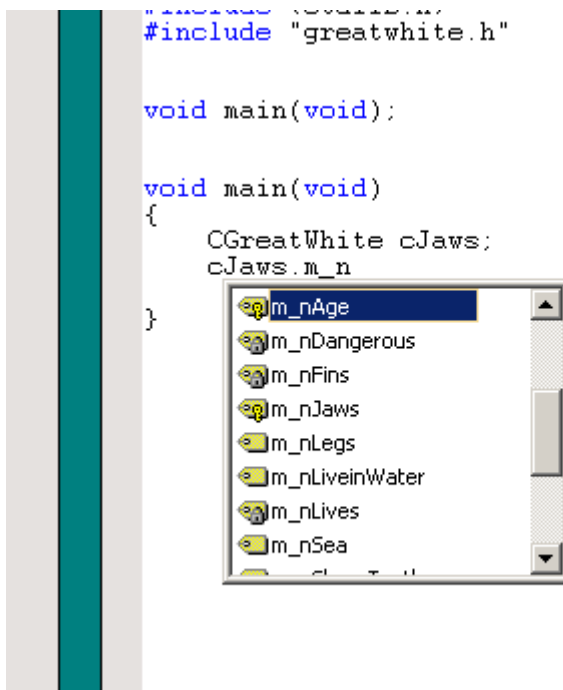 #include "greatwhite.h"
void main(void);
void main(void)
{
CGreatWhite cJaws;
cJaws.m_n
m_nAge
m_nDangerous
m_nFins
m_nJaws
m_nLegs
m_nLiveinWater
m_nLives
m_nSea
}